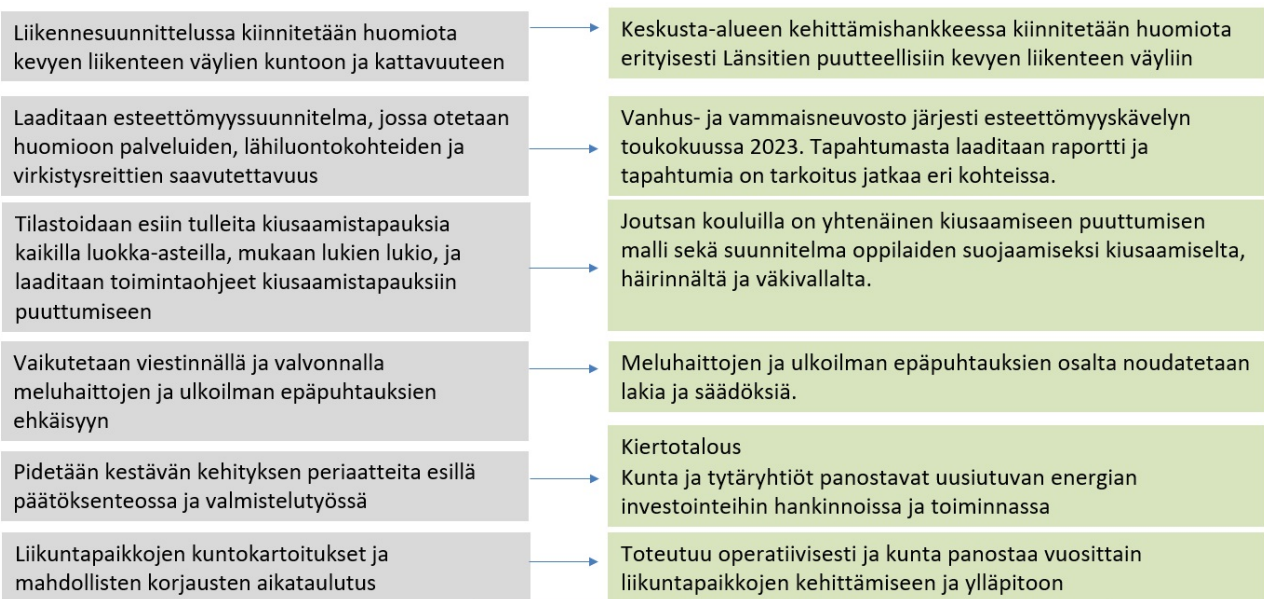 Liikennesuunnittelussa kiinnitetään huomiota
kevyen liikenteen väylien kuntoon ja kattavuuteen
Keskusta-alueen kehittämishankkeessa kiinnitetään huomiota
erityisesti Länsitien puutteellisiin kevyen liikenteen väyliin
Laaditaan esteettömyyssuunnitelma, jossa otetaan
huomioon palveluiden, lähiluontokohteiden ja
virkistysreittien saavutettavuus
Vanhus- ja vammaisneuvosto järjesti esteettömyyskävelyn
toukokuussa 2023. Tapahtumasta laaditaan raportti ja
tapahtumia on tarkoitus jatkaa eri kohteissa.
Tilastoidaan esiin tulleita kiusaamistapauksia
kaikilla luokka-asteilla, mukaan lukien lukio, ja
laaditaan toimintaohjeet kiusaamistapauksiin
puuttumiseen
Joutsan kouluilla on yhtenäinen kiusaamiseen puuttumisen
malli sekä suunnitelma oppilaiden suojaamiseksi kiusaamiselta,
häirinnältä ja väkivallalta.
Vaikutetaan viestinnällä ja valvonnalla
meluhaittojen ja ulkoilman epäpuhtauksien
ehkäisyyn
Meluhaittojen ja ulkoilman epäpuhtauksien osalta noudatetaan
lakia ja säädöksiä.
Pidetään kestävän kehityksen periaatteita esillä
päätöksenteossa ja valmistelutyössä
Kiertotalous
Kunta ja tytäryhtiöt panostavat uusiutuvan energian
investointeihin hankinnoissa ja toiminnassa
Liikuntapaikkojen kuntokartoitukset ja
mahdollisten korjausten aikataulutus
Toteutuu operatiivisesti ja kunta panostaa vuosittain
liikuntapaikkojen kehittämiseen ja ylläpitoon